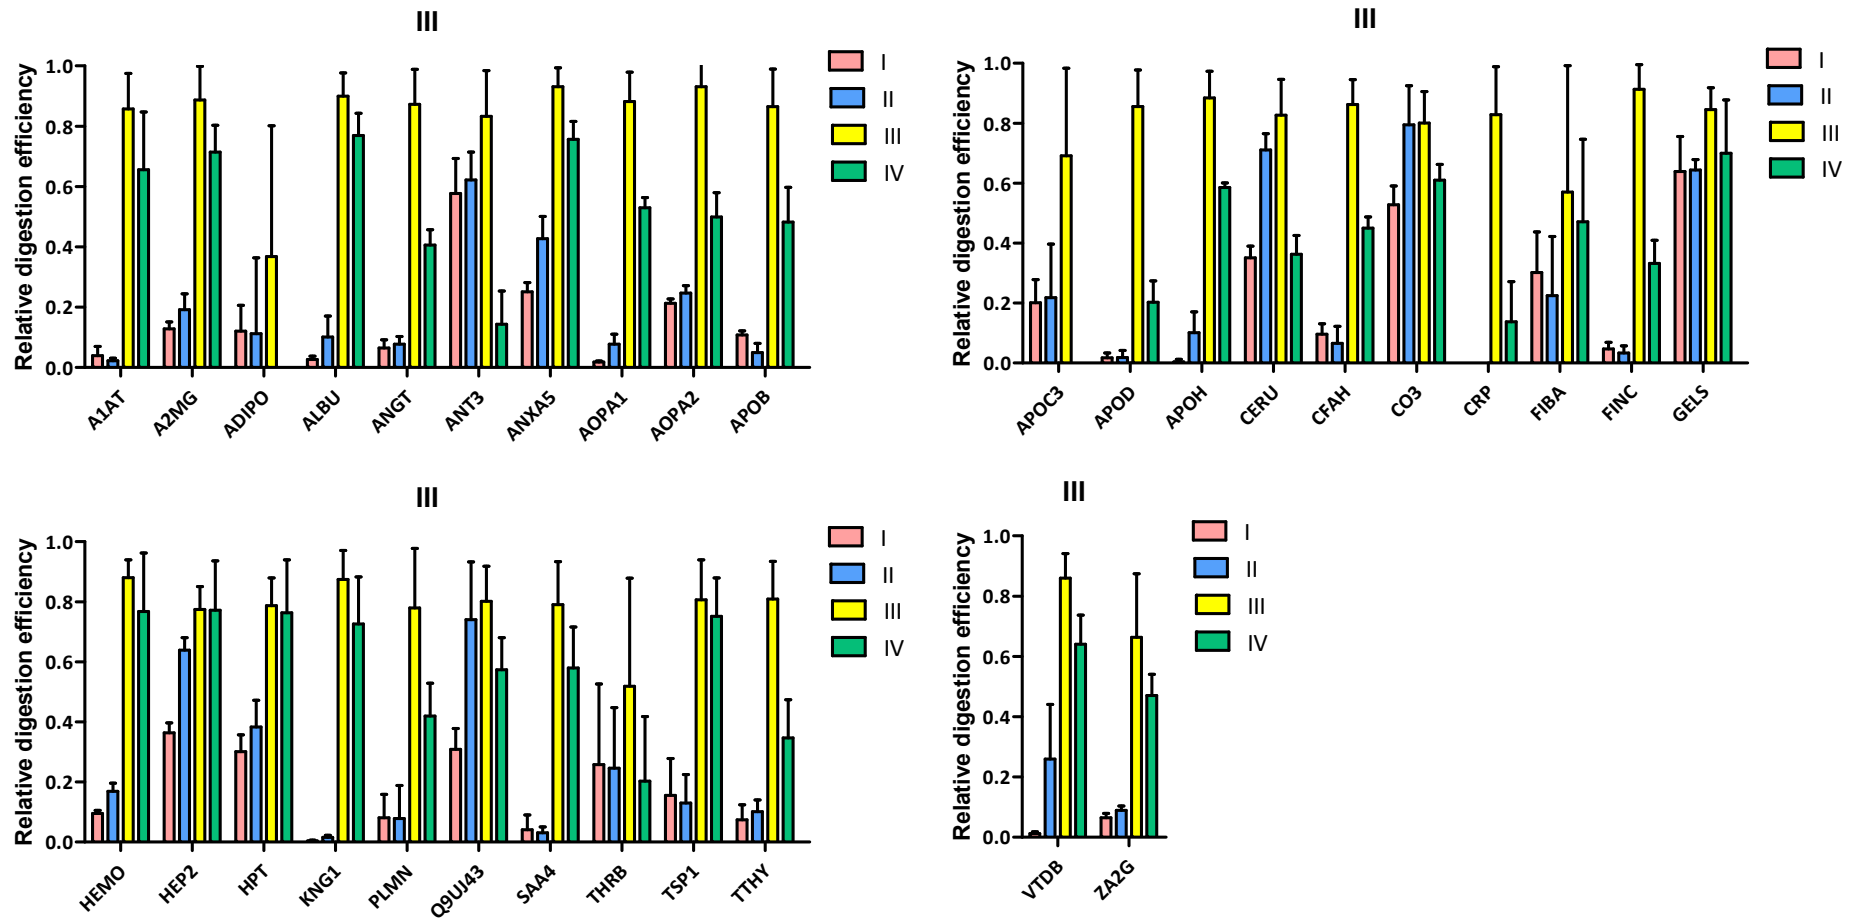 III
Relative digestion efficiency
1.0
0.8
0.6
0.4
0.2
0.0
A1AT
A2MG
ADIPO
ALBU
ANGT
ANT3
ANXA5
AOPA1
AOPA2
APOB
I
II
III
IV
III
Relative digestion efficiency
1.0
0.8
0.6
0.4
0.2
0.0
APOC3
APOD
APOH
CERU
CFAH
CO3
CRP
FIBA
FINC
GELS
I
II
III
IV
III
Relative digestion efficiency
1.0
0.8
0.6
0.4
0.2
0.0
HEMO
HEP2
HPT
KNG1
PLMN
Q9UJ43
SAA4
THRB
TSP1
TTHY
I
II
III
IV
III
Relative digestion efficiency
1.0
0.8
0.6
0.4
0.2
0.0
VTDB
ZA2G
I
II
III
IV